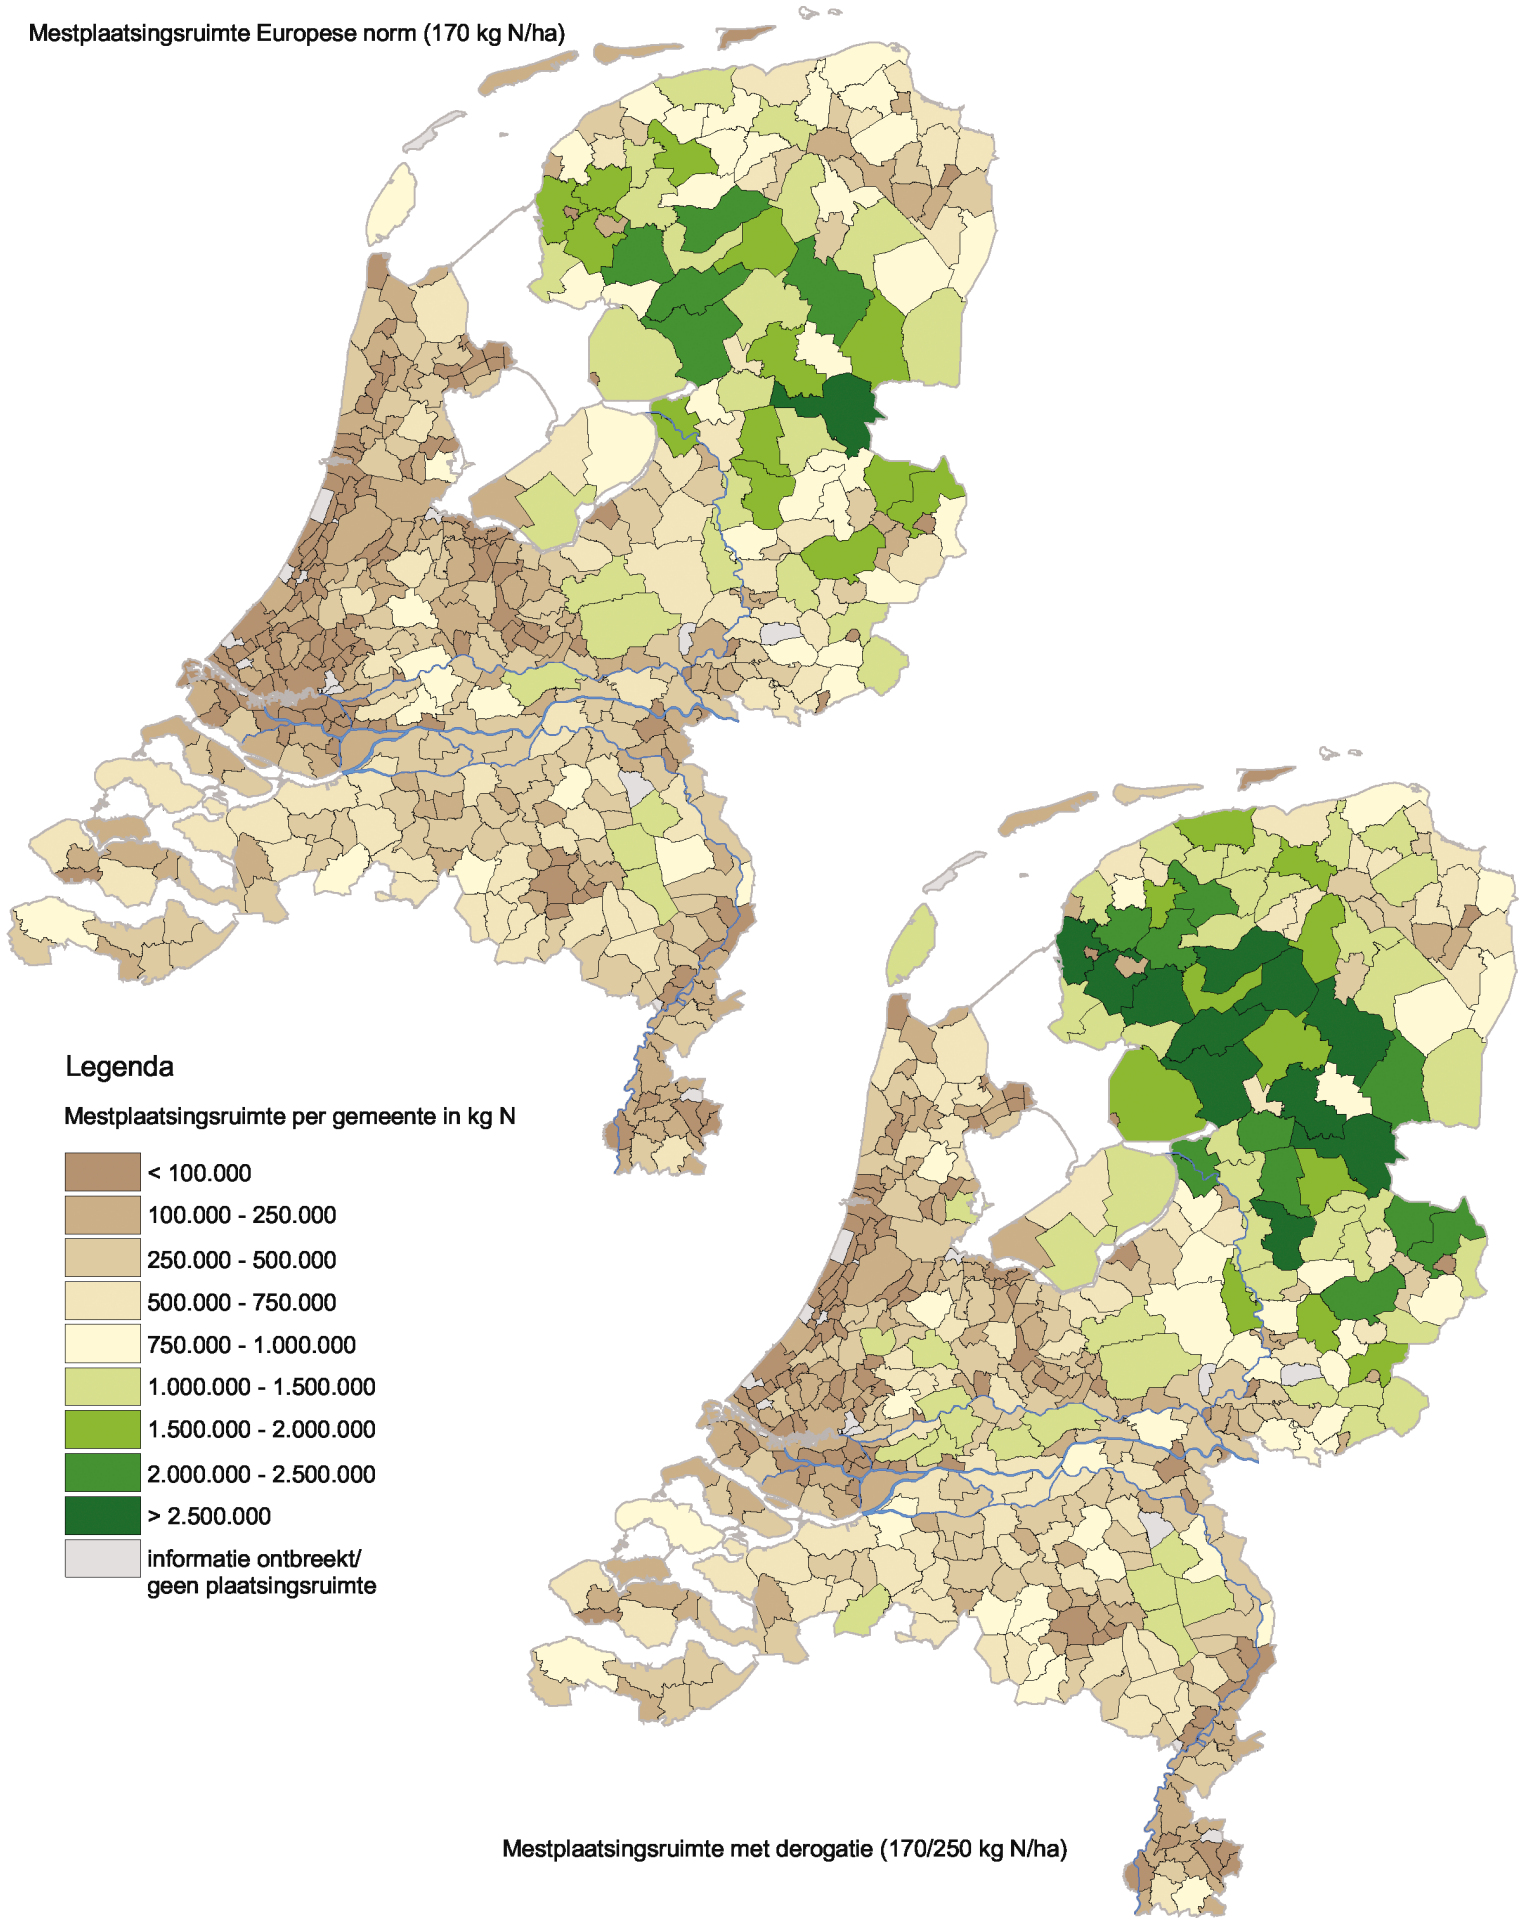 Mestplaatsingsruimte Europese norm (170 kg N/ha)
Legenda
Mestplaatsingsruimte per gemeente in kg N
< 100.000
100.000 - 250.000
250.000 - 500.000
500.000 - 750.000
750.000 - 1.000.000
1.000.000 - 1.500.000
1.500.000 - 2.000.000
2.000.000 - 2.500.000
> 2.500.000
informatie ontbreekt/
geen plaatsingsruimte
Mestplaatsingsruimte met derogatie (170/250 kg N/ha)